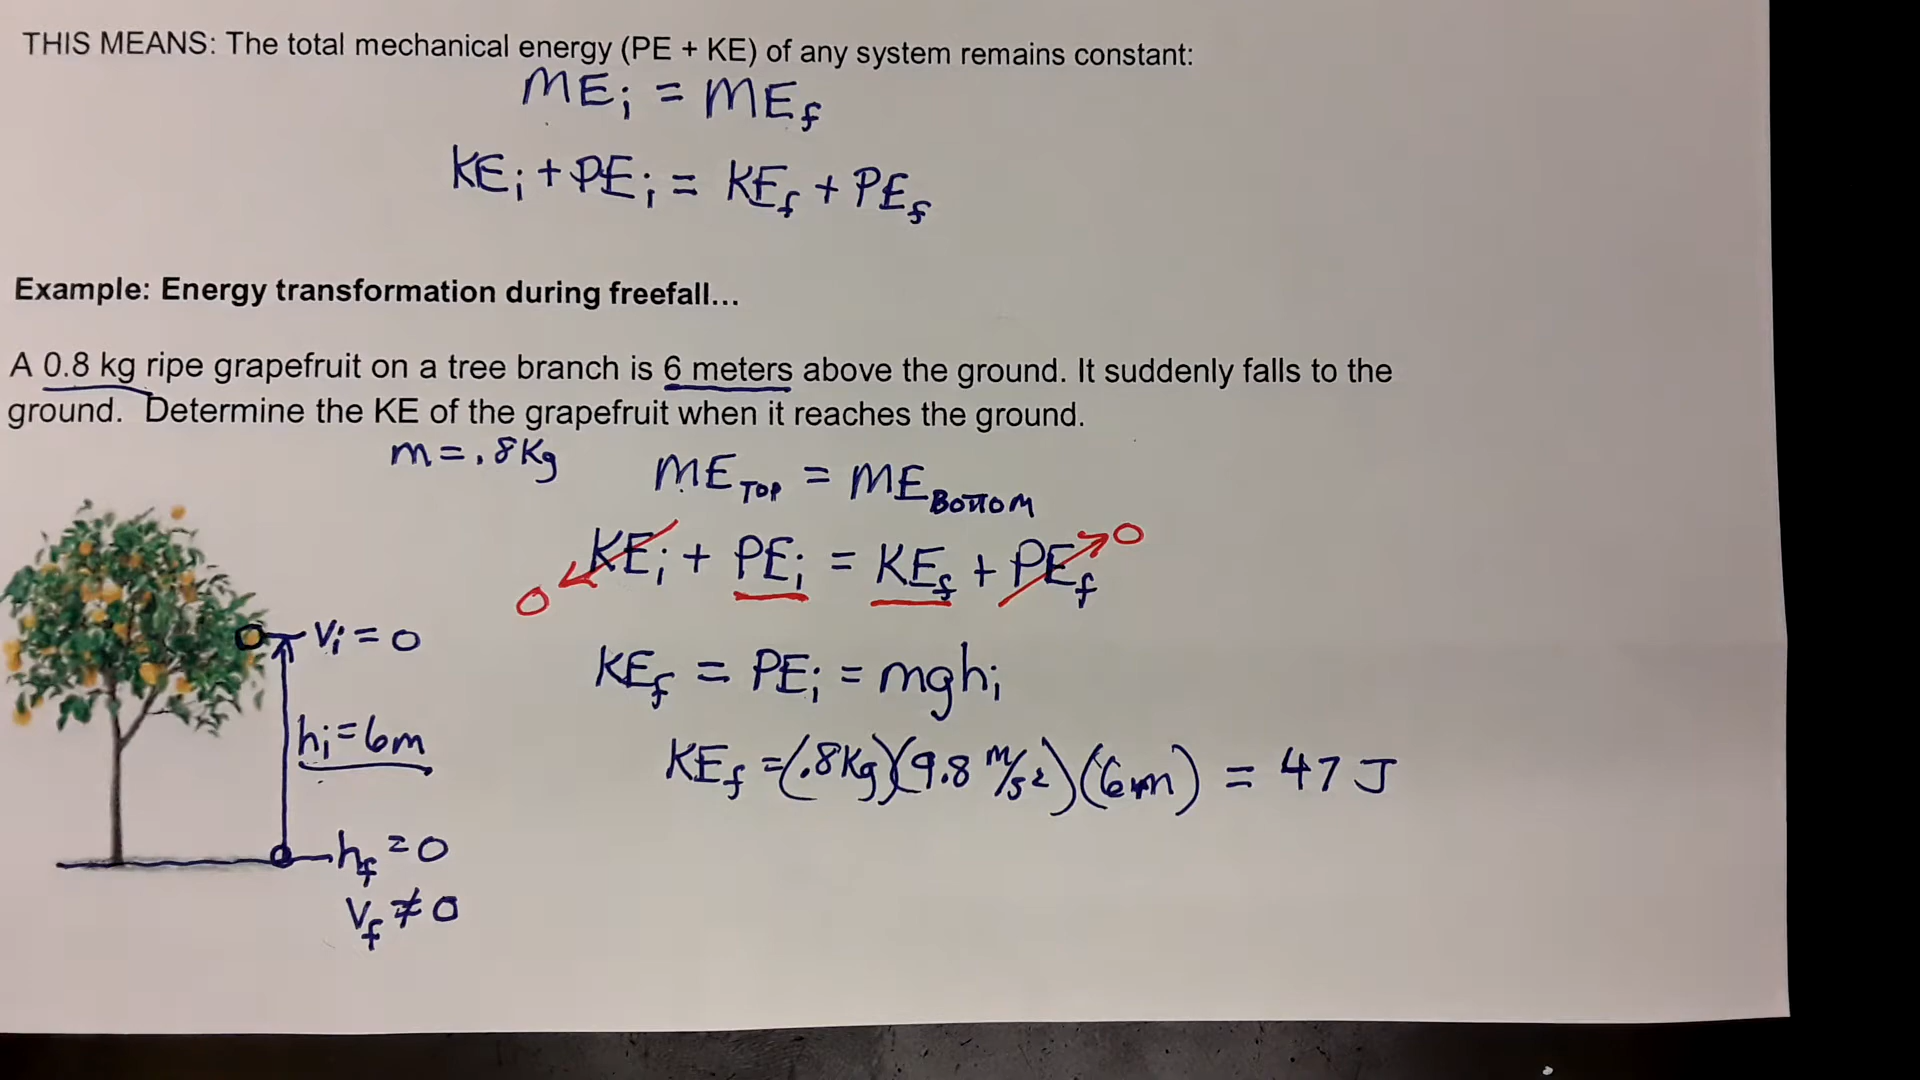 THIS MEANS: The total mechanical energy (PE + KE) of any system remains constant:
MEi = MEf
KEi + PEi = KEf + PEf
Example: Energy transformation during freefall...
A 0.8 kg ripe grapefruit on a tree branch is 6 meters above the ground. It suddenly falls to the
ground. Determine the KE of the grapefruit when it reaches the ground.
m = .8Kg
ME TOP = ME BOTTOM
KEi + PEi = KEf + PEf
0 0
Vi = 0
KEf = PEi = mghi
hi = 6m
KEf = (.8Kg)(9.8 m/s2)(6m) = 47 J
hf = 0
Vf ≠ 0